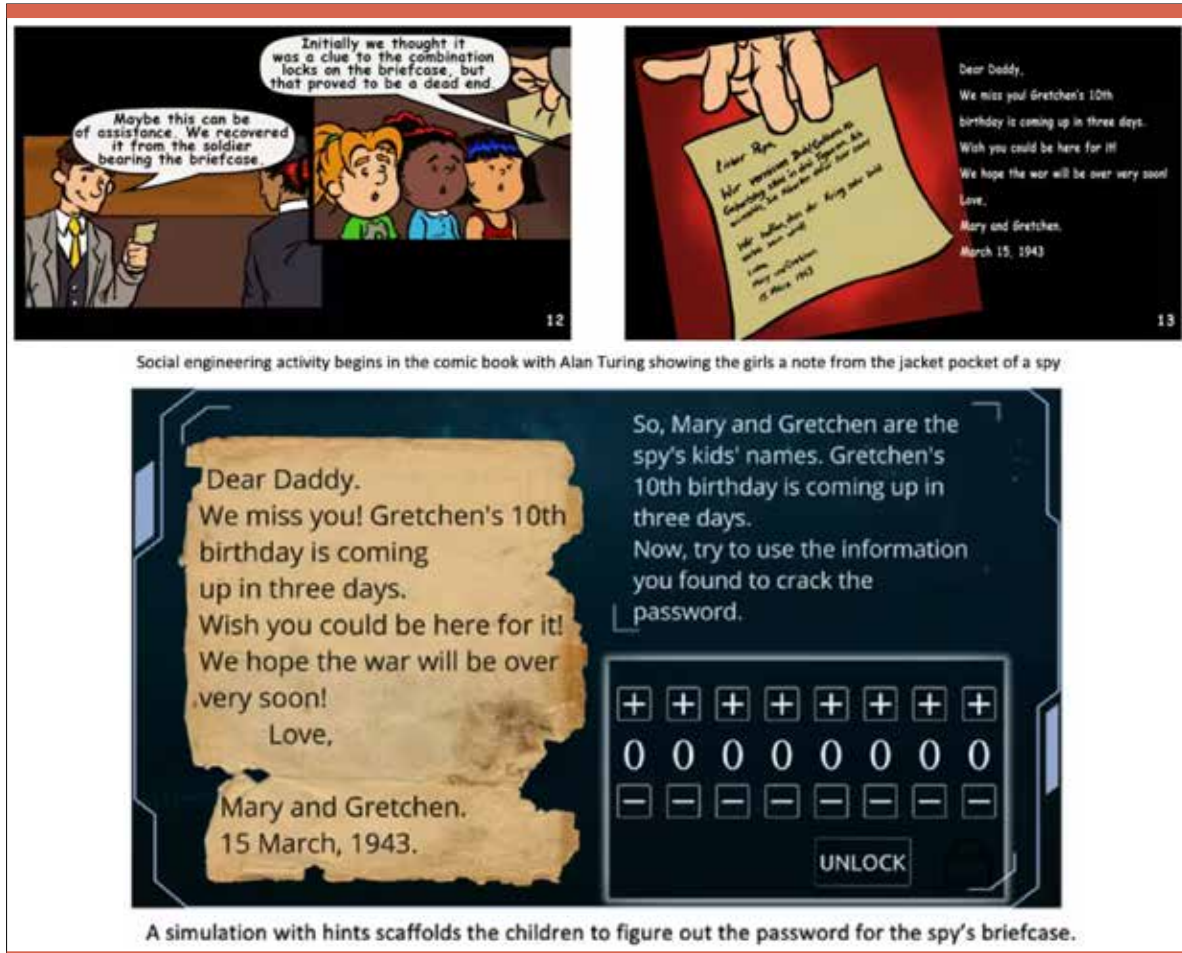 Initially we thought it
was a clue to the combination
locks on the briefcase, but
that proved to be a dead end.
Maybe this can be
of assistance. We recovered
it from the soldier
bearing the briefcase.
12
Lieber Papa,
15 März 1943
Dear Daddy,
We miss you! Gretchen's 10th
birthday is coming up in three days.
Wish you could be here for it!
We hope the war will be over very soon!
Love,
Mary and Gretchen.
March 15, 1943
13
Social engineering activity begins in the comic book with Alan Turing showing the girls a note from the jacket pocket of a spy
Dear Daddy.
We miss you! Gretchen's 10th
birthday is coming
up in three days.
Wish you could be here for it!
We hope the war will be over
very soon!
Love,
Mary and Gretchen.
15 March, 1943.
So, Mary and Gretchen are the
spy's kids' names. Gretchen's
10th birthday is coming up in
three days.
Now, try to use the information
you found to crack the
password.
+ + + + + + + +
0 0 0 0 0 0 0 0
− − − − − − − −
UNLOCK
A simulation with hints scaffolds the children to figure out the password for the spy's briefcase.